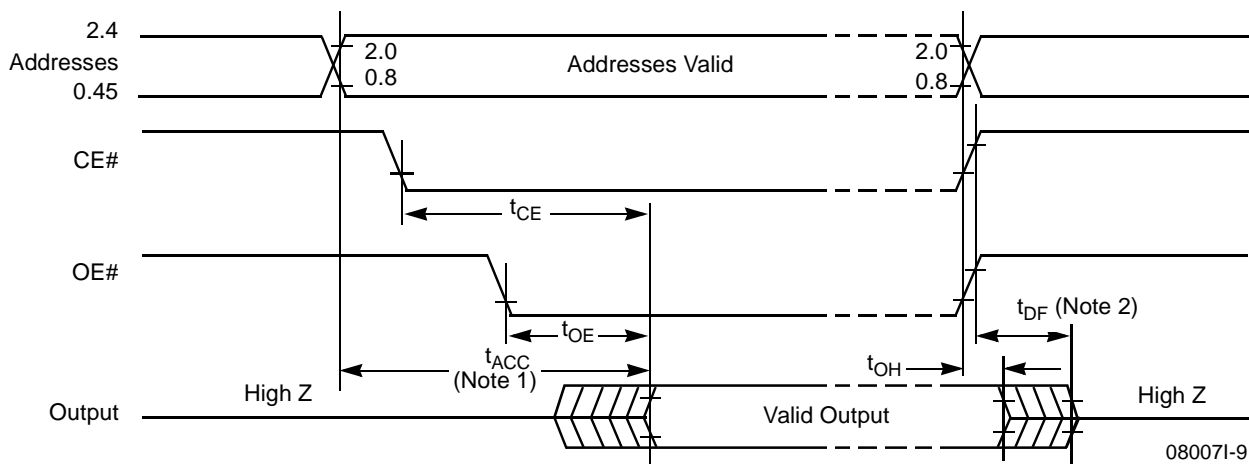 2.4
Addresses
0.45
2.0
0.8
Addresses Valid
2.0
0.8
CE#
tCE
OE#
tOE
tDF (Note 2)
tACC
(Note 1)
tOH
High Z
Output
Valid Output
High Z
08007I-9